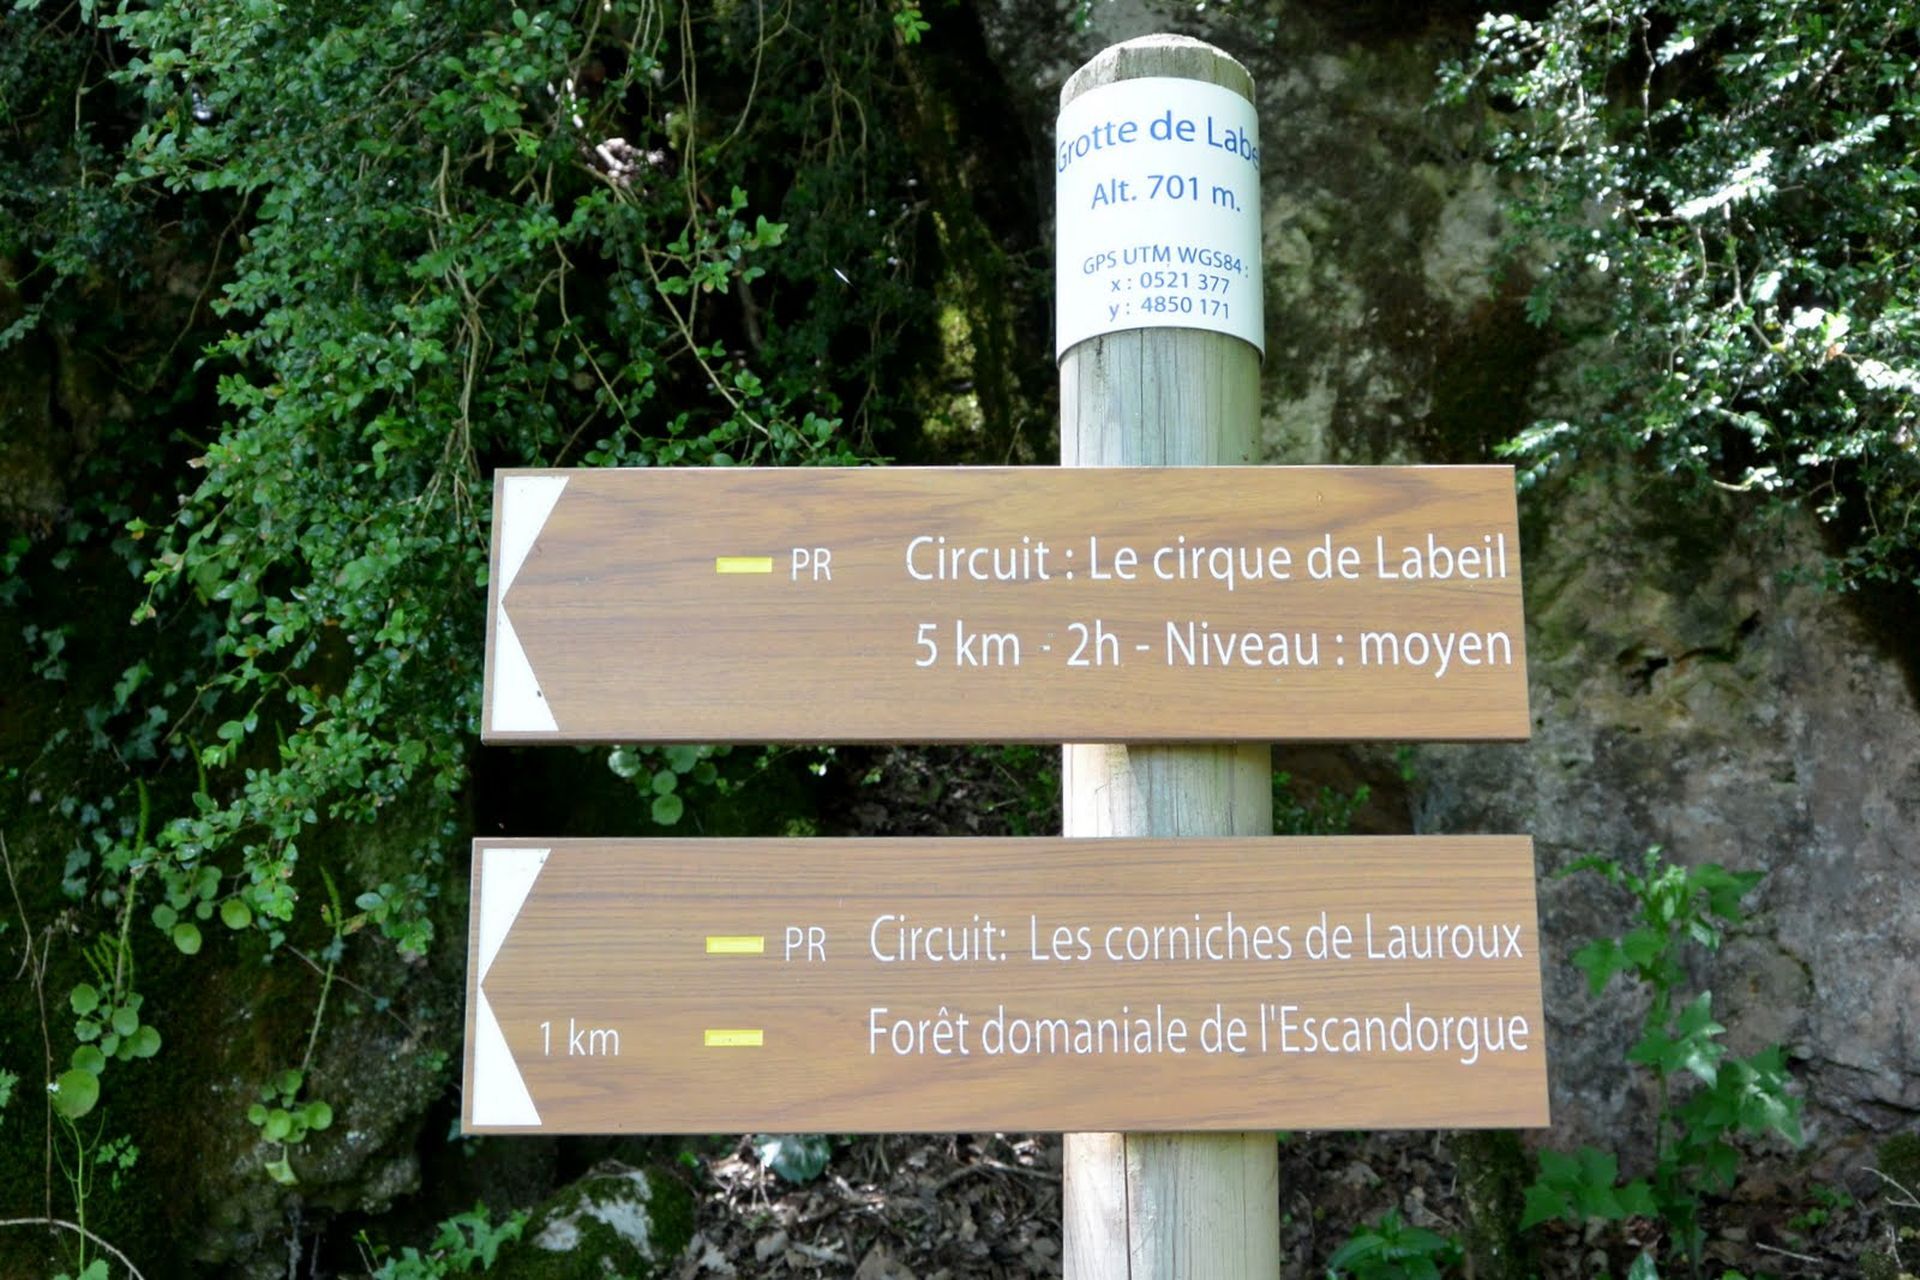 Grotte de Labe
Alt. 701 m.
GPS UTM WGS84 :
x : 0521 377
y : 4850 171
PR Circuit : Le cirque de Labeil
5 km - 2h - Niveau : moyen
PR Circuit: Les corniches de Lauroux
1 km Forêt domaniale de l'Escandorgue